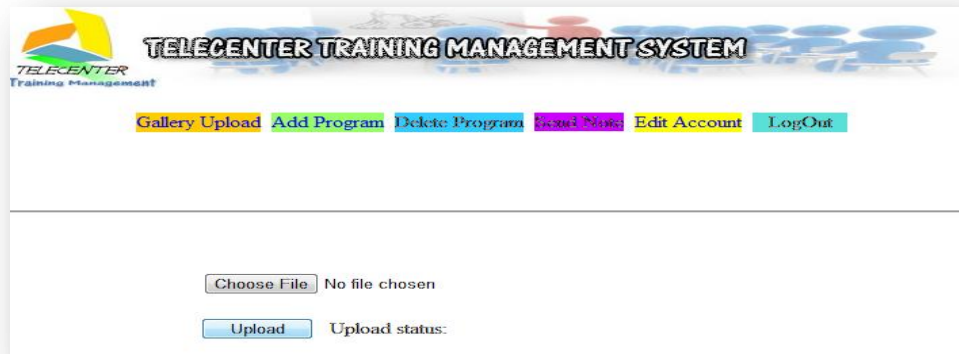 TELECENTER TRAINING MANAGEMENT SYSTEM
TELECENTER
Training Management
Gallery Upload Add Program Delete Program Send Note Edit Account LogOut
Choose File No file chosen
Upload Upload status: